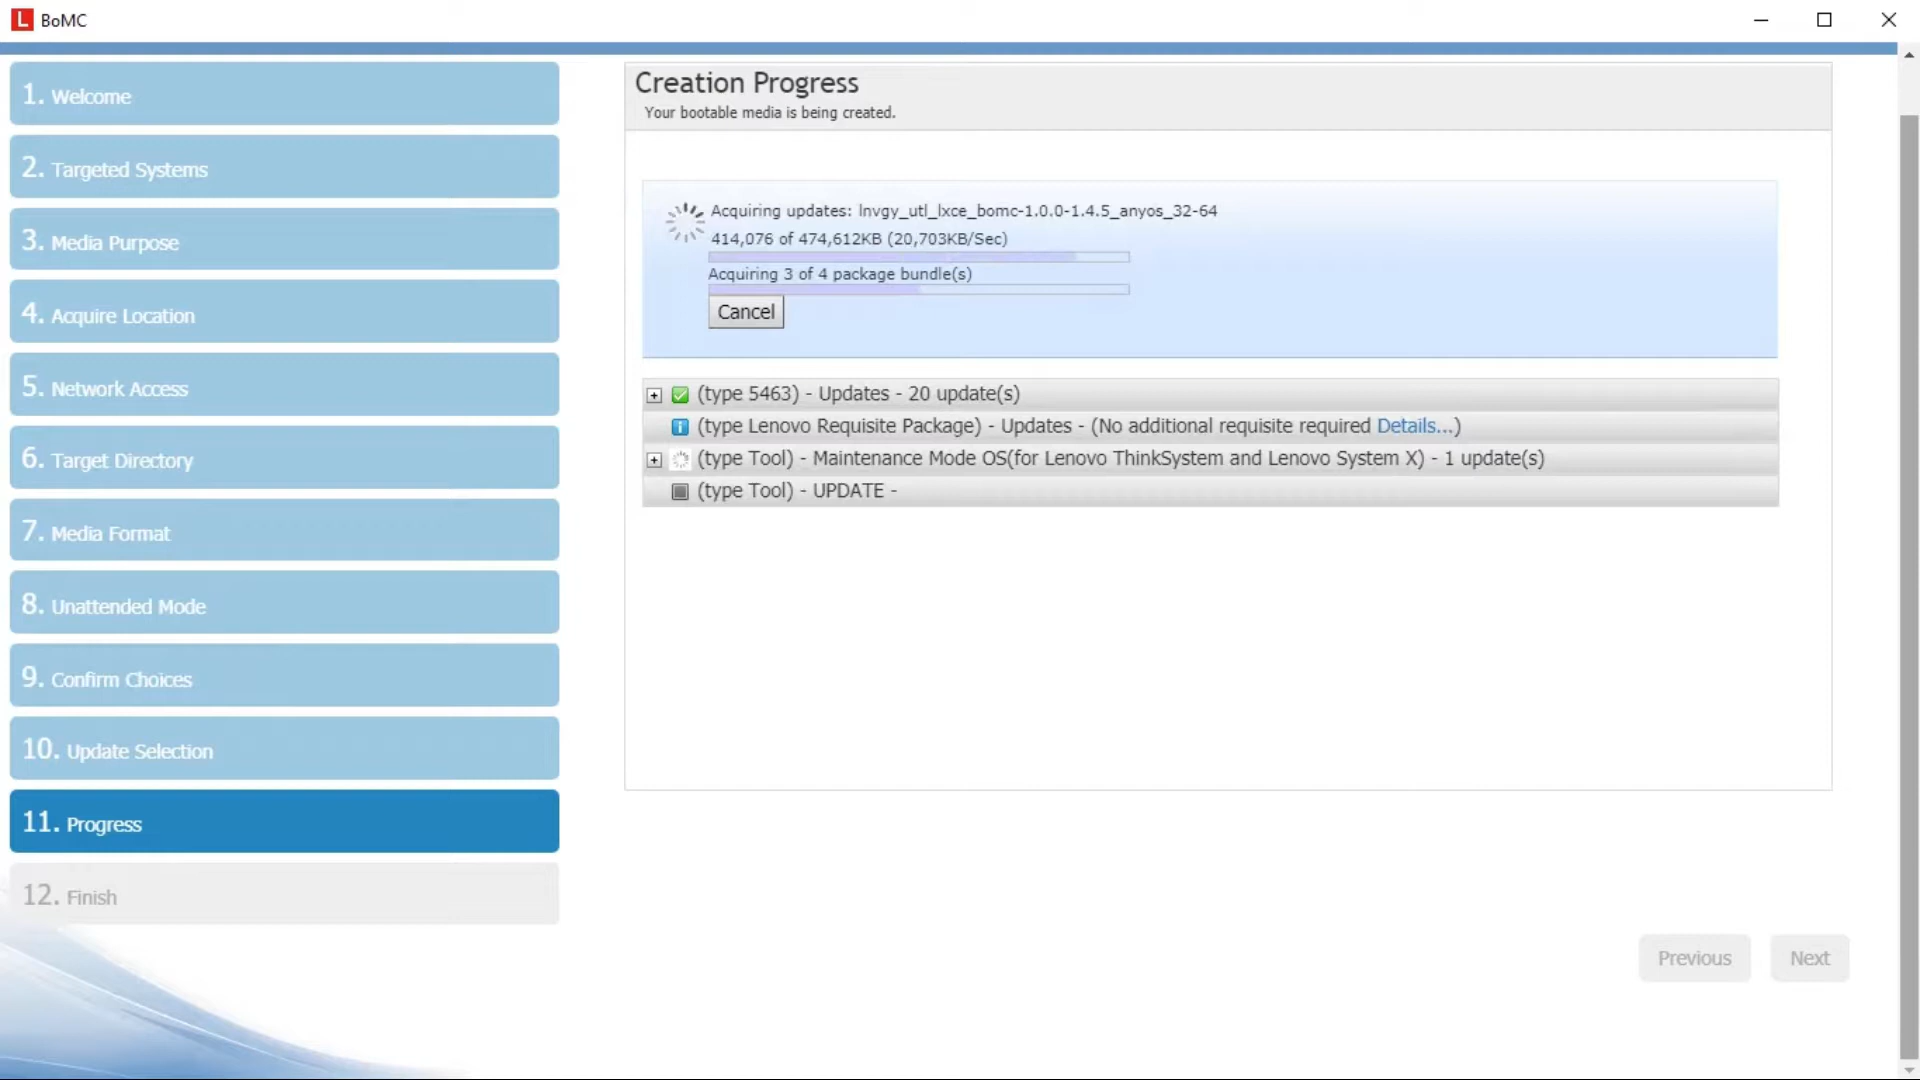 L BoMC
1. Welcome
2. Targeted Systems
3. Media Purpose
4. Acquire Location
5. Network Access
6. Target Directory
7. Media Format
8. Unattended Mode
9. Confirm Choices
10. Update Selection
11. Progress
12. Finish
Creation Progress
Your bootable media is being created.
Acquiring updates: lnvgy_utl_lxce_bomc-1.0.0-1.4.5_anyos_32-64
414,076 of 474,612KB (20,703KB/Sec)
Acquiring 3 of 4 package bundle(s)
Cancel
(type 5463) - Updates - 20 update(s)
(type Lenovo Requisite Package) - Updates - (No additional requisite required Details...)
(type Tool) - Maintenance Mode OS(for Lenovo ThinkSystem and Lenovo System X) - 1 update(s)
(type Tool) - UPDATE -
Previous
Next